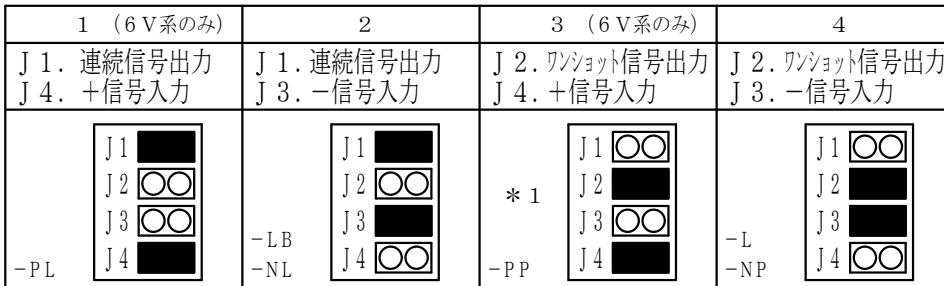 1 (6V系のみ)
2
3 (6V系のみ)
4
J1. 連続信号出力
J4. +信号入力
J1. 連続信号出力
J3. −信号入力
J2. ﾜﾝｼｮｯﾄ信号出力
J4. +信号入力
J2. ﾜﾝｼｮｯﾄ信号出力
J3. −信号入力
J1
J2
J3
J4
−PL
J1
J2
J3
J4
−LB
−NL
*1
J1
J2
J3
J4
−PP
J1
J2
J3
J4
−L
−NP